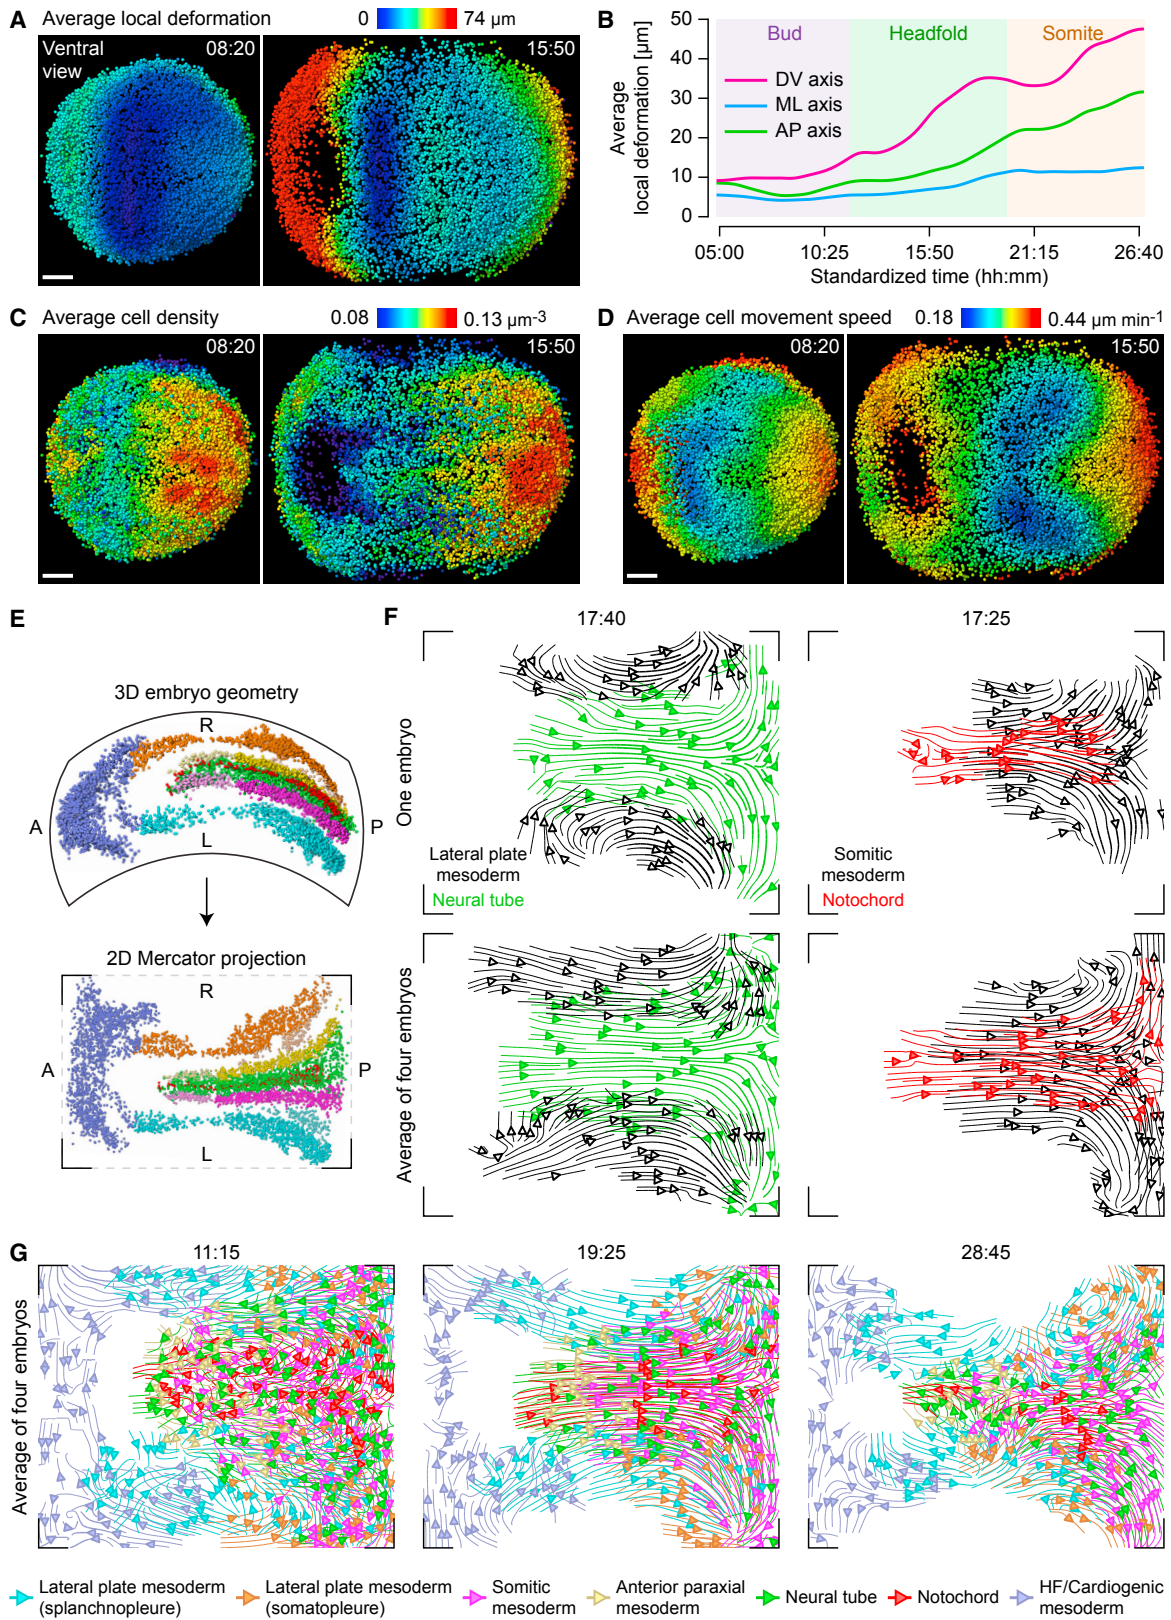 A Average local deformation 0 74 µm
Ventral view
08:20
15:50
B
Average local deformation [µm]
50
40
30
20
10
0
Bud
Headfold
Somite
DV axis
ML axis
AP axis
05:00 10:25 15:50 21:15 26:40
Standardized time (hh:mm)
C Average cell density 0.08 0.13 µm-3
08:20
15:50
D Average cell movement speed 0.18 0.44 µm min-1
08:20
15:50
E
3D embryo geometry
R
A
P
L
2D Mercator projection
R
A
P
L
F
17:40
17:25
One embryo
Lateral plate
mesoderm
Neural tube
Somitic
mesoderm
Notochord
Average of four embryos
G
11:15
19:25
28:45
Average of four embryos
Lateral plate mesoderm
(splanchnopleure)
Lateral plate mesoderm
(somatopleure)
Somitic
mesoderm
Anterior paraxial
mesoderm
Neural tube
Notochord
HF/Cardiogenic
mesoderm